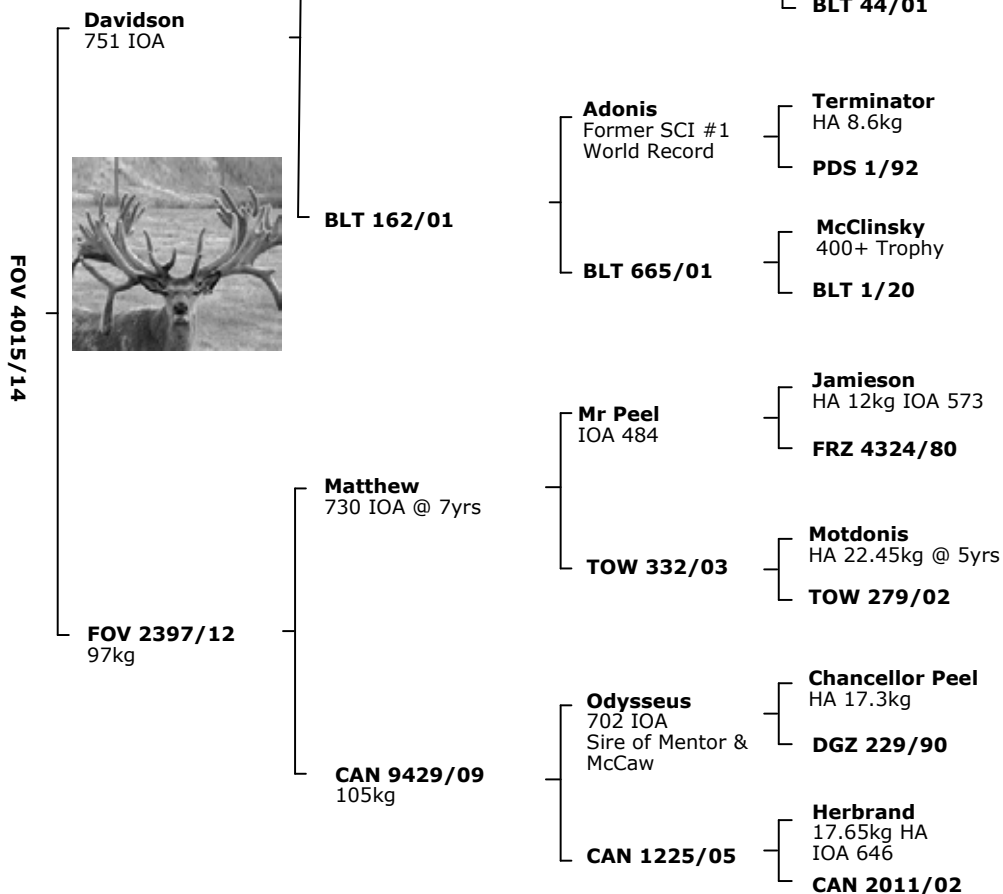 BLT 44/01
Davidson
751 IOA
Adonis
Former SCI #1
World Record
Terminator
HA 8.6kg
PDS 1/92
BLT 162/01
BLT 665/01
McClinsky
400+ Trophy
BLT 1/20
FOV 4015/14
Jamieson
HA 12kg IOA 573
Mr Peel
IOA 484
FRZ 4324/80
Matthew
730 IOA @ 7yrs
TOW 332/03
Motdonis
HA 22.45kg @ 5yrs
TOW 279/02
FOV 2397/12
97kg
Odysseus
702 IOA
Sire of Mentor &
McCaw
Chancellor Peel
HA 17.3kg
DGZ 229/90
CAN 9429/09
105kg
CAN 1225/05
Herbrand
17.65kg HA
IOA 646
CAN 2011/02